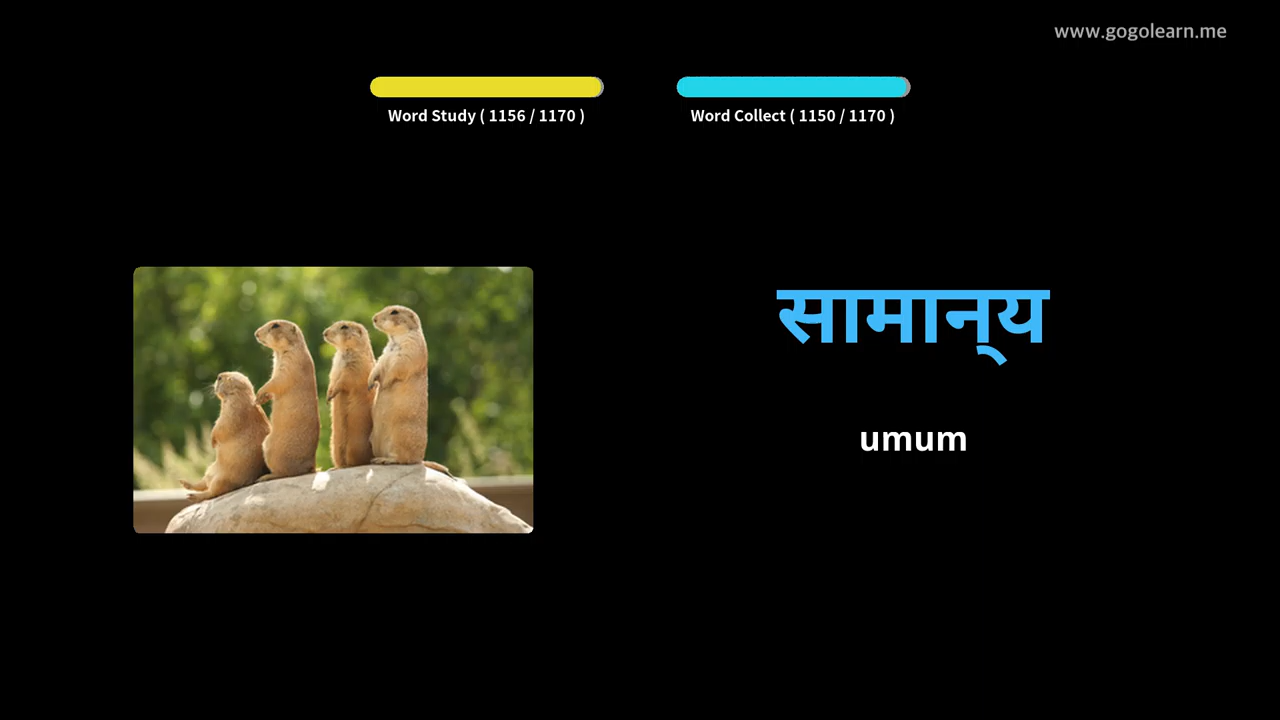 www.gogolearn.me
Word Study ( 1156 / 1170 )
Word Collect ( 1150 / 1170 )
सामान्य
umum